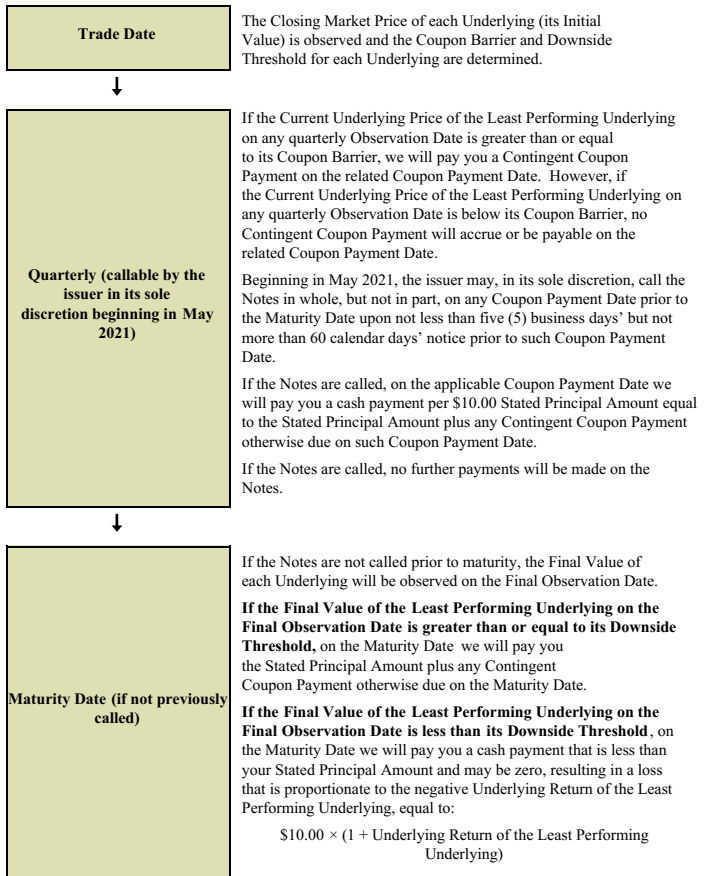 Trade Date
The Closing Market Price of each Underlying (its Initial
Value) is observed and the Coupon Barrier and Downside
Threshold for each Underlying are determined.
Quarterly (callable by the
issuer in its sole
discretion beginning in May
2021)
If the Current Underlying Price of the Least Performing Underlying
on any quarterly Observation Date is greater than or equal
to its Coupon Barrier, we will pay you a Contingent Coupon
Payment on the related Coupon Payment Date. However, if
the Current Underlying Price of the Least Performing Underlying on
any quarterly Observation Date is below its Coupon Barrier, no
Contingent Coupon Payment will accrue or be payable on the
related Coupon Payment Date.
Beginning in May 2021, the issuer may, in its sole discretion, call the
Notes in whole, but not in part, on any Coupon Payment Date prior to
the Maturity Date upon not less than five (5) business days’ but not
more than 60 calendar days’ notice prior to such Coupon Payment
Date.
If the Notes are called, on the applicable Coupon Payment Date we
will pay you a cash payment per $10.00 Stated Principal Amount equal
to the Stated Principal Amount plus any Contingent Coupon Payment
otherwise due on such Coupon Payment Date.
If the Notes are called, no further payments will be made on the
Notes.
Maturity Date (if not previously
called)
If the Notes are not called prior to maturity, the Final Value of
each Underlying will be observed on the Final Observation Date.
If the Final Value of the Least Performing Underlying on the
Final Observation Date is greater than or equal to its Downside
Threshold, on the Maturity Date we will pay you
the Stated Principal Amount plus any Contingent
Coupon Payment otherwise due on the Maturity Date.
If the Final Value of the Least Performing Underlying on the
Final Observation Date is less than its Downside Threshold, on
the Maturity Date we will pay you a cash payment that is less than
your Stated Principal Amount and may be zero, resulting in a loss
that is proportionate to the negative Underlying Return of the Least
Performing Underlying, equal to:
$10.00 × (1 + Underlying Return of the Least Performing
Underlying)